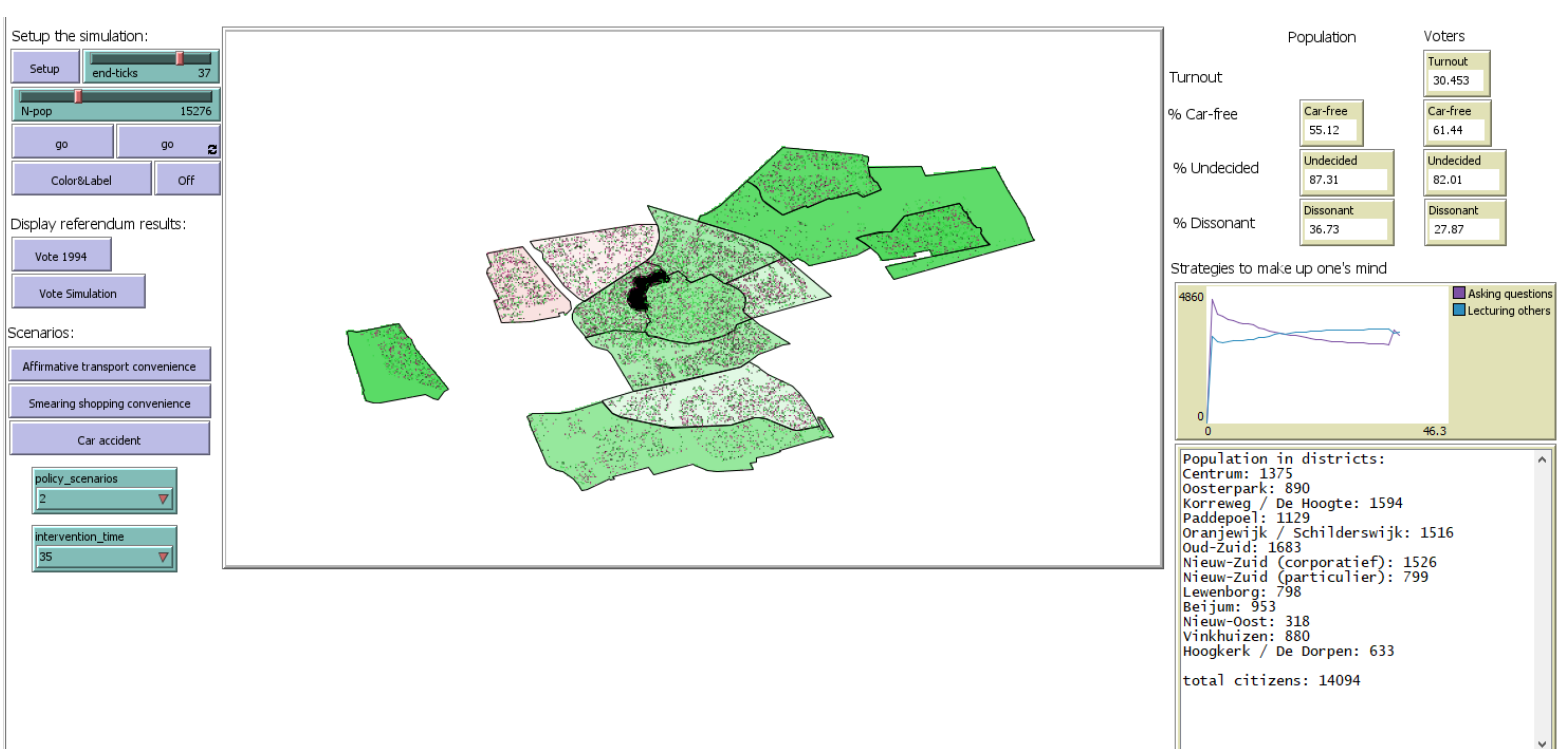 Setup the simulation:
Setup
end-ticks 37
N-pop 15276
go
go
Color&Label
Off
Display referendum results:
Vote 1994
Vote Simulation
Scenarios:
Affirmative transport convenience
Smearing shopping convenience
Car accident
policy_scenarios
2
intervention_time
35
Population Voters
Turnout
Turnout
30.453
% Car-free
Car-free
55.12
Car-free
61.44
% Undecided
Undecided
87.31
Undecided
82.01
% Dissonant
Dissonant
36.73
Dissonant
27.87
Strategies to make up one's mind
4860
0
0 46.3
Asking questions
Lecturing others
Population in districts:
Centrum: 1375
Oosterpark: 890
Korreweg / De Hoogte: 1594
Paddepoel: 1129
Oranjewijk / Schilderswijk: 1516
Oud-Zuid: 1683
Nieuw-Zuid (corporatief): 1526
Nieuw-Zuid (particulier): 799
Lewenborg: 798
Beijum: 953
Nieuw-Oost: 318
Vinkhuizen: 880
Hoogkerk / De Dorpen: 633
total citizens: 14094